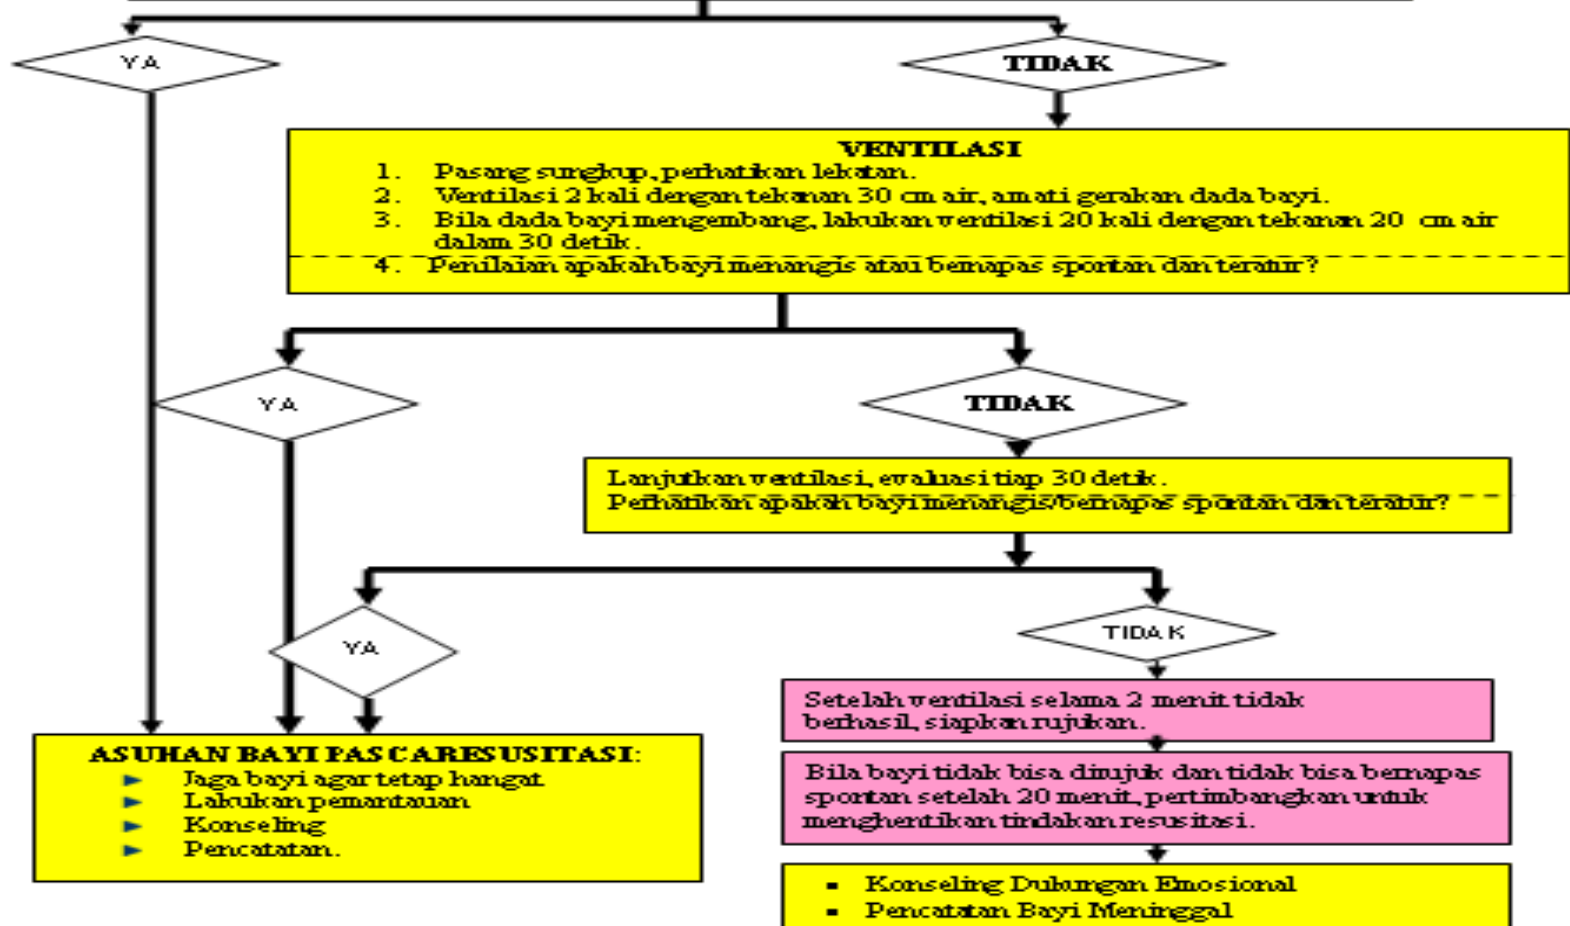 YA
TIDAK
VENTILASI
1. Pasang sungkup, perhatikan lekatan.
2. Ventilasi 2 kali dengan tekanan 30 cm air, amati gerakan dada bayi.
3. Bila dada bayi mengembang, lakukan ventilasi 20 kali dengan tekanan 20 cm air
dalam 30 detik.
4. Penilaian apakah bayi menangis atau bernapas spontan dan teratur?
YA
TIDAK
Lanjutkan ventilasi, evaluasi tiap 30 detik.
Perhatikan apakah bayi menangis/bernapas spontan dan teratur?
YA
TIDAK
Setelah ventilasi selama 2 menit tidak
berhasil, siapkan rujukan.
Bila bayi tidak bisa dirujuk dan tidak bisa bernapas
spontan setelah 20 menit, pertimbangkan untuk
menghentikan tindakan resusitasi.
ASUHAN BAYI PASCARESUSITASI:
► Jaga bayi agar tetap hangat
► Lakukan pemantauan
► Konseling
► Pencatatan.
▪ Konseling Dukungan Emosional
▪ Pencatatan Bayi Meninggal